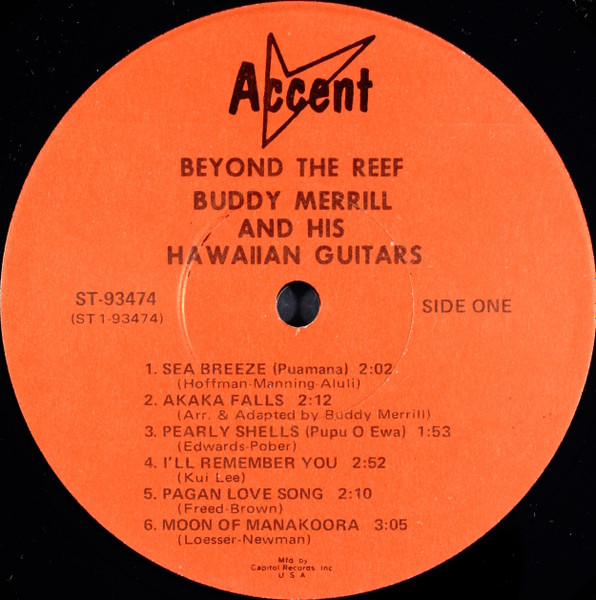 Accent
BEYOND THE REEF
BUDDY MERRILL
AND HIS
HAWAIIAN GUITARS
ST-93474
(ST 1-93474)
SIDE ONE
1. SEA BREEZE (Puamana) 2:02
(Hoffman-Manning-Aluli)
2. AKAKA FALLS 2:12
(Arr. & Adapted by Buddy Merrill)
3. PEARLY SHELLS (Pupu O Ewa) 1:53
(Edwards-Pober)
4. I'LL REMEMBER YOU 2:52
(Kui Lee)
5. PAGAN LOVE SONG 2:10
(Freed-Brown)
6. MOON OF MANAKOORA 3:05
(Loesser-Newman)
Mfd by
Capitol Records, Inc
U S A